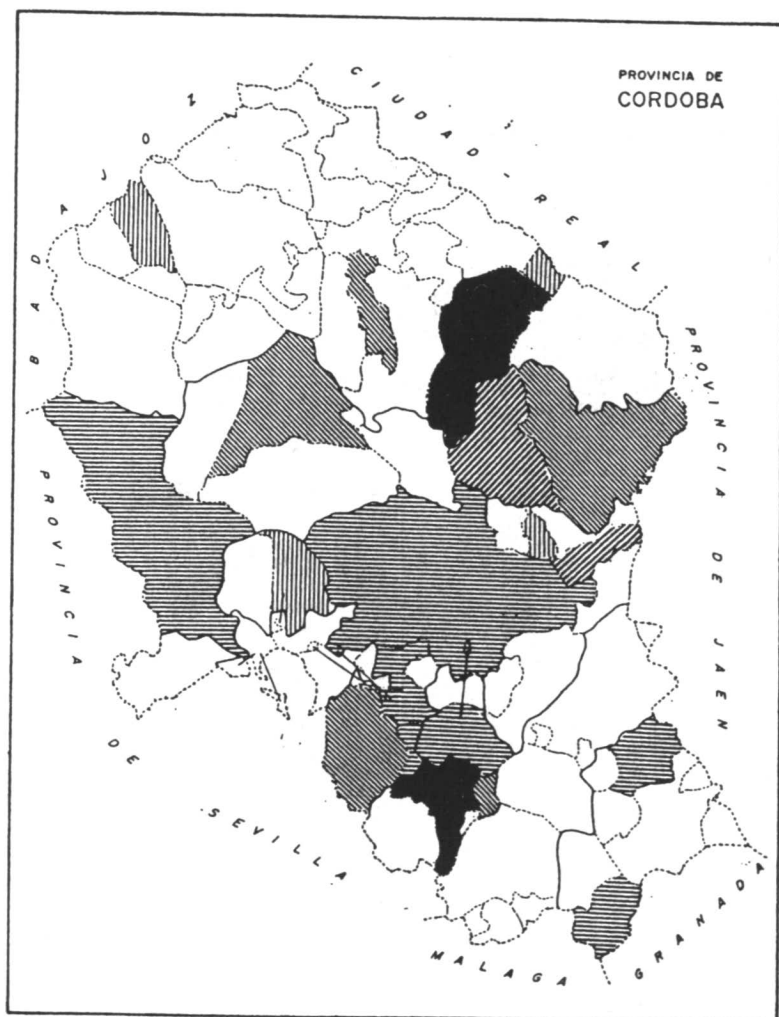 PROVINCIA DE
CORDOBA
CIUDAD-REAL
BADAJOZ
PROVINCIA DE JAEN
PROVINCIA DE SEVILLA
MALAGA
GRANADA